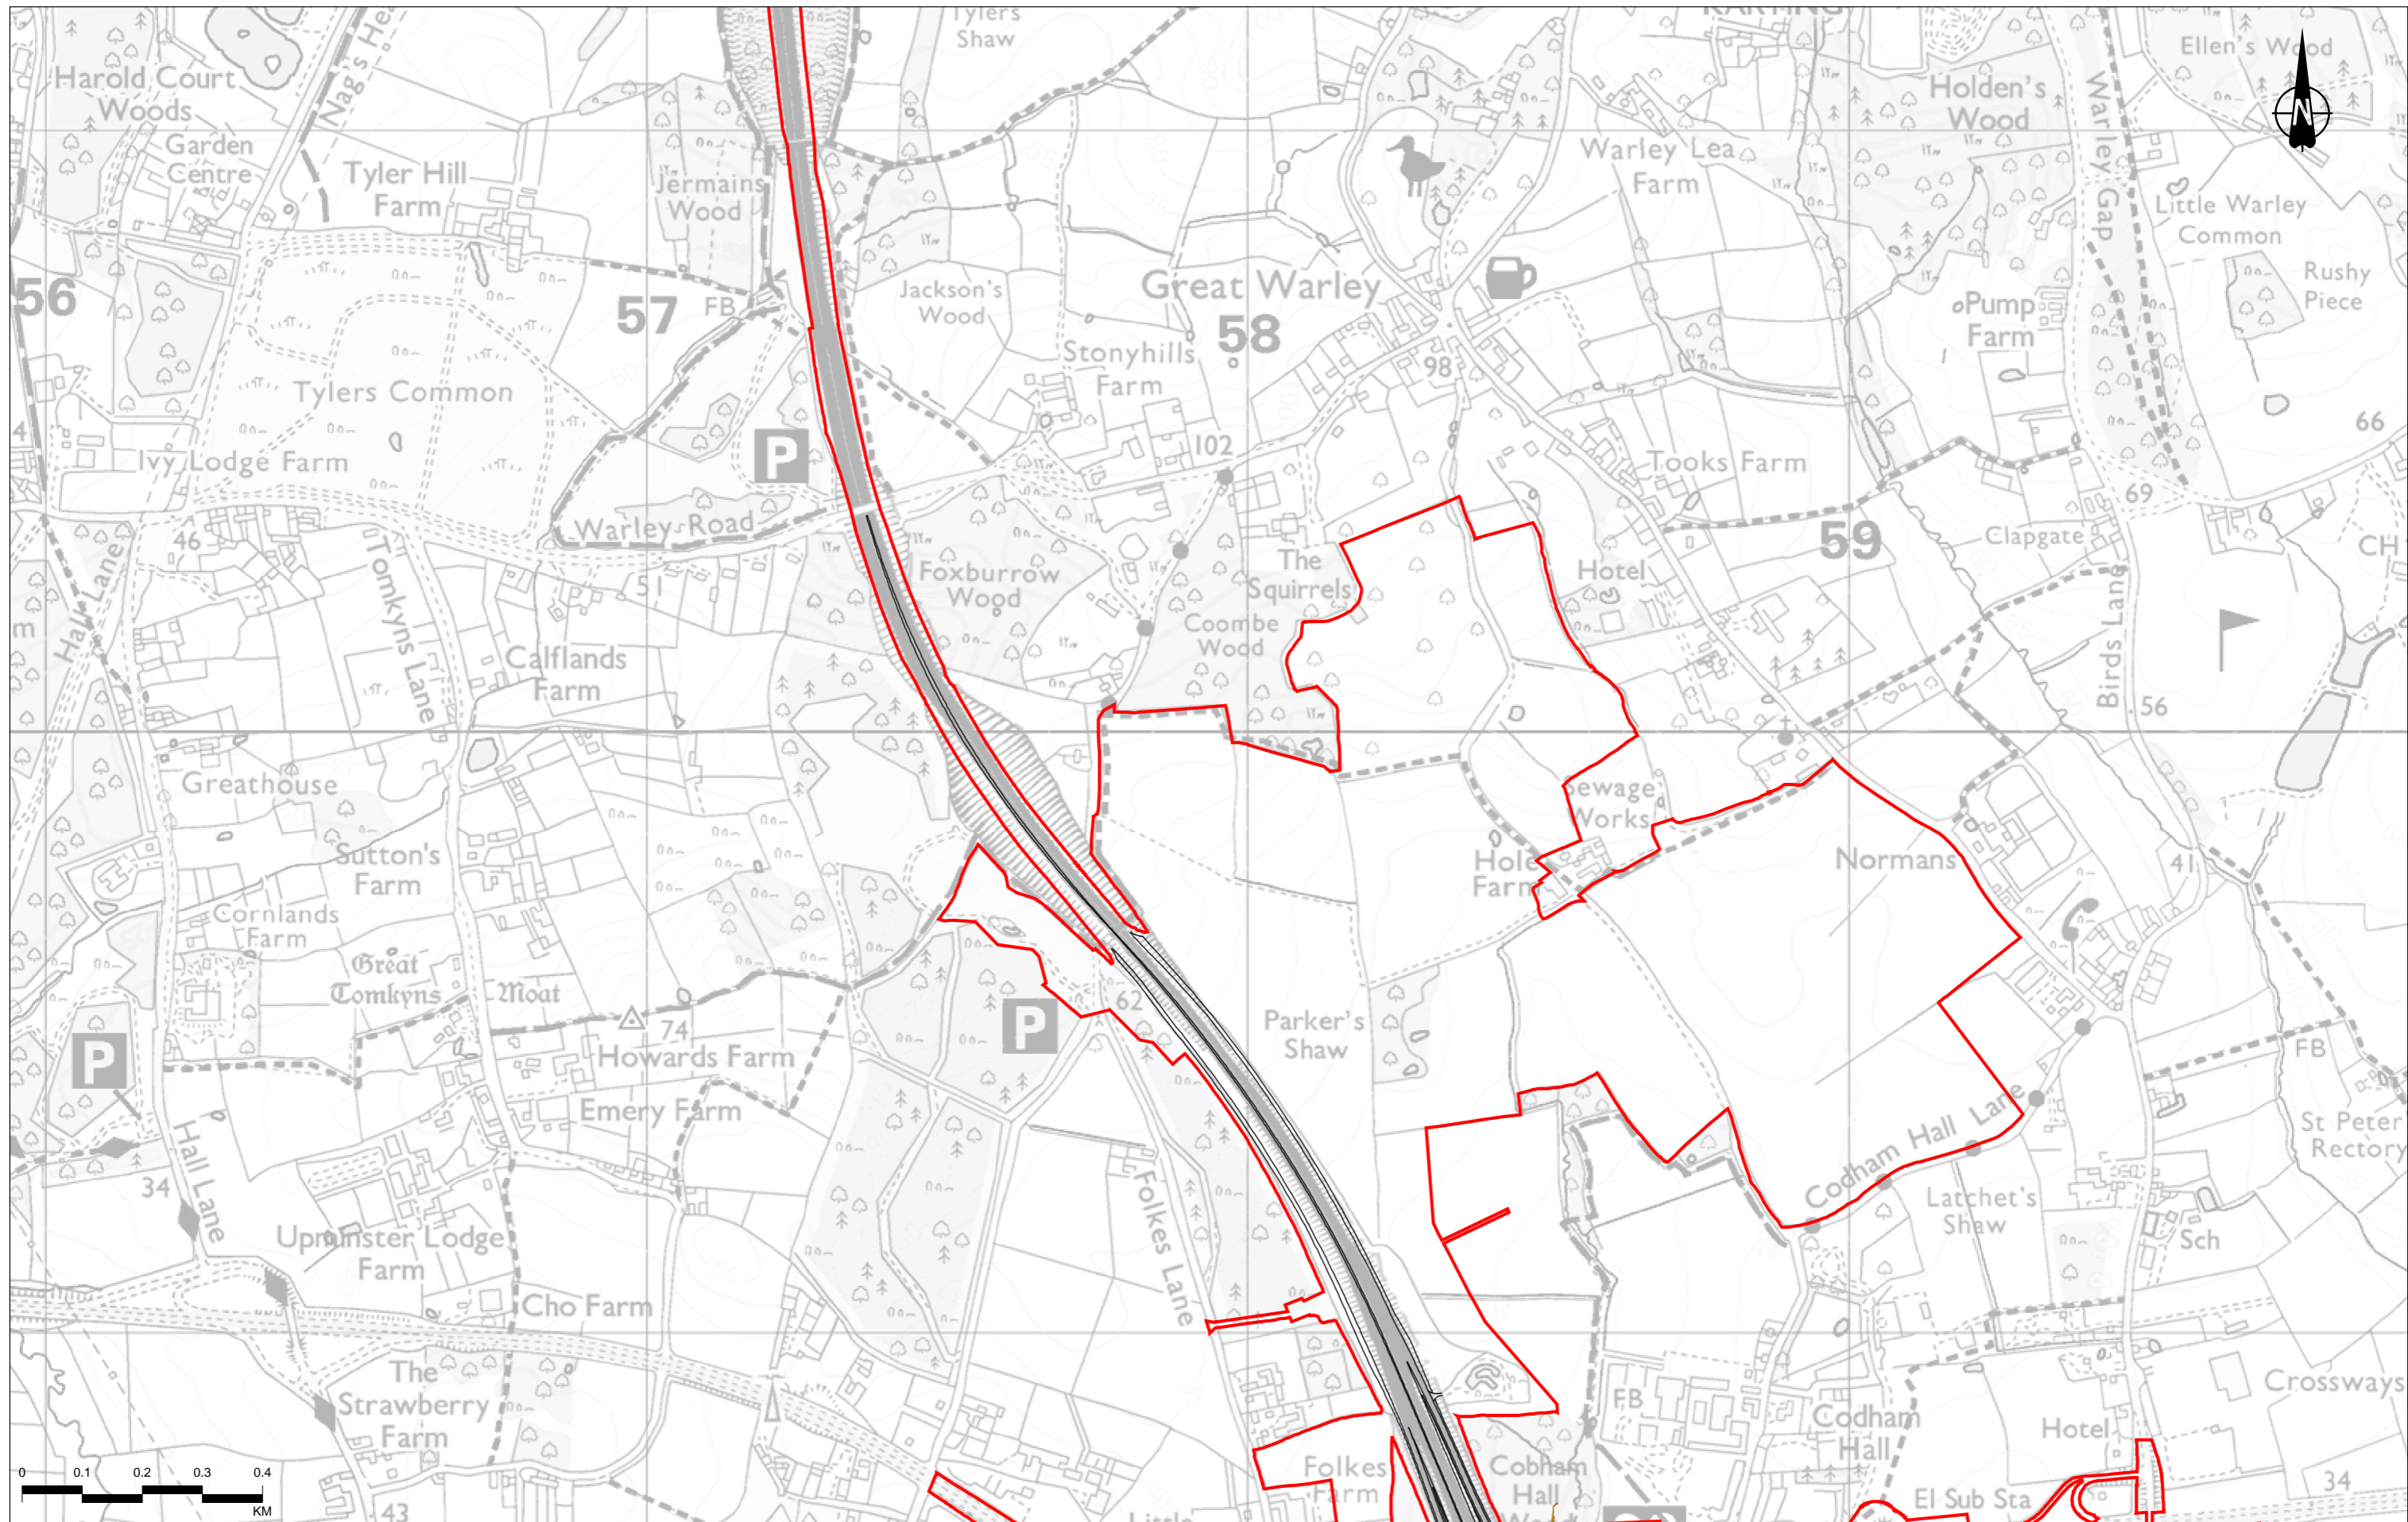 Tylers
Shaw
KARTING
Harold Court
Woods
Nag's Hea
Garden
Centre
Tyler Hill
Farm
Jermains
Wood
Warley Lea
Farm
Holden's
Wood
Warley Gap
Ellen's Wood
N
Little Warley
Common
Rushy
Piece
56
57
FB
Jackson's
Wood
Great Warley
58
Pump
Farm
Stonyhills
Farm
98
Tylers Common
66
4
Ivy Lodge Farm
P
102
Tooks Farm
69
46
Warley Road
59
Clapgate
CH
Hall Lane
Tomkyns Lane
51
Foxburrow
Wood
The
Squirrels
Hotel
m
Calflands
Farm
Coombe
Wood
Birds Lane
56
Greathouse
Sewage
Works
Sutton's
Farm
Hole
Farm
Normans
41
Cornlands
Farm
Great
Tomkyns
Moat
62
P
Parker's
Shaw
P
74
Howards Farm
FB
Emery Farm
Hall Lane
34
Codham Hall Lane
St Peter
Rectory
Folkes Lane
Latchet's
Shaw
Sch
Upminster Lodge
Farm
Cho Farm
The
Strawberry
Farm
FB
Codham
Hall
Hotel
Crossways
Folkes
Farm
Cobham
Hall
Wood
El Sub Sta
34
43
Little
0 0.1 0.2 0.3 0.4
KM